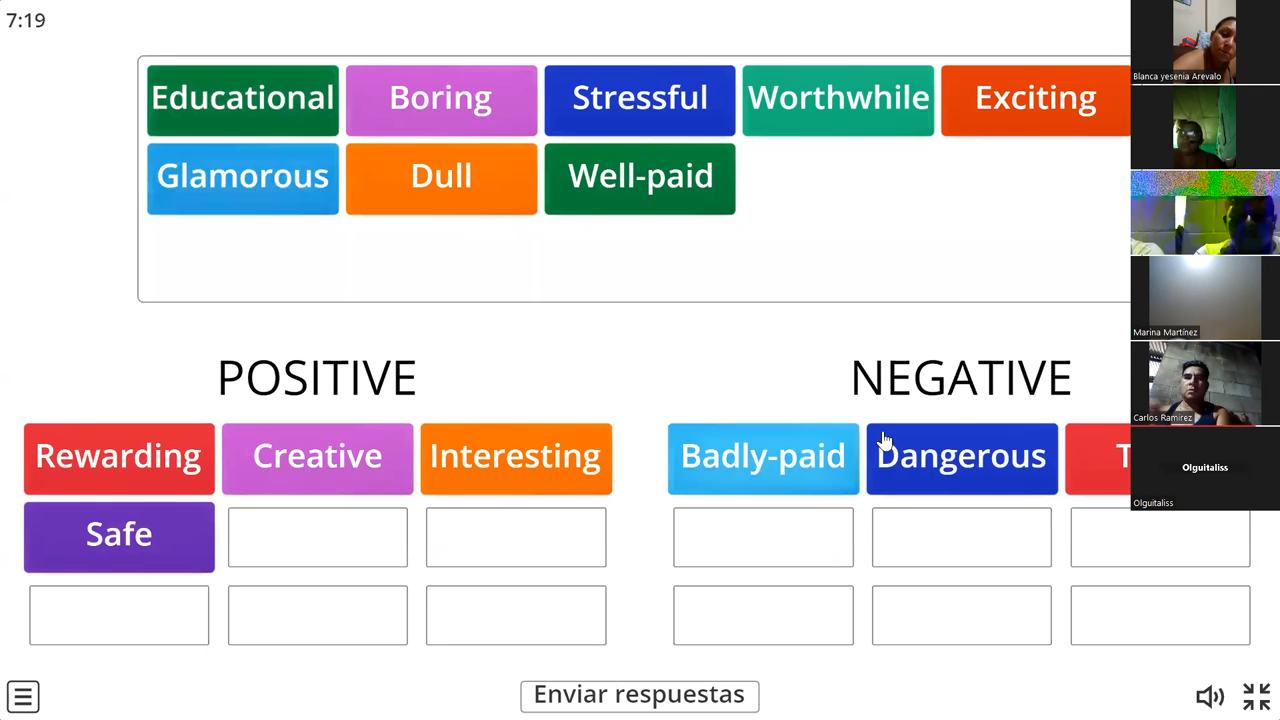 7:19
Educational Boring Stressful Worthwhile Exciting
Glamorous Dull Well-paid
POSITIVE NEGATIVE
Rewarding Creative Interesting Badly-paid Dangerous T
Safe
Enviar respuestas
Blanca yesenia Arevalo
Marina Martínez
Carlos Ramirez
Olguitaliss
Olguitaliss